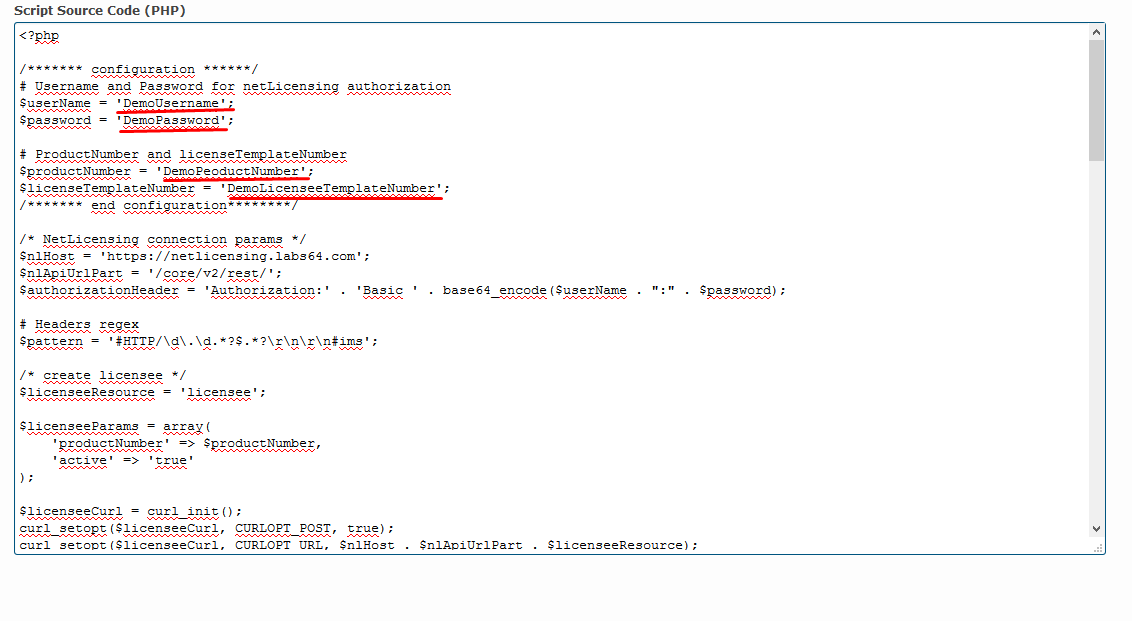 Script Source Code (PHP)
<?php
/******* configuration ******/
# Username and Password for netLicensing authorization
$userName = 'DemoUsername';
$password = 'DemoPassword';
# ProductNumber and licenseTemplateNumber
$productNumber = 'DemoPeoductNumber';
$licenseTemplateNumber = 'DemoLicenseeTemplateNumber';
/******* end configuration********/
/* NetLicensing connection params */
$nlHost = 'https://netlicensing.labs64.com';
$nlApiUrlPart = '/core/v2/rest/';
$authorizationHeader = 'Authorization:' . 'Basic ' . base64_encode($userName . ":" . $password);
# Headers regex
$pattern = '#HTTP/\d\.\d.*?$.*?\r\n\r\n#ims';
/* create licensee */
$licenseeResource = 'licensee';
$licenseeParams = array(
    'productNumber' => $productNumber,
    'active' => 'true'
);
$licenseeCurl = curl_init();
curl_setopt($licenseeCurl, CURLOPT_POST, true);
curl_setopt($licenseeCurl, CURLOPT_URL, $nlHost . $nlApiUrlPart . $licenseeResource);